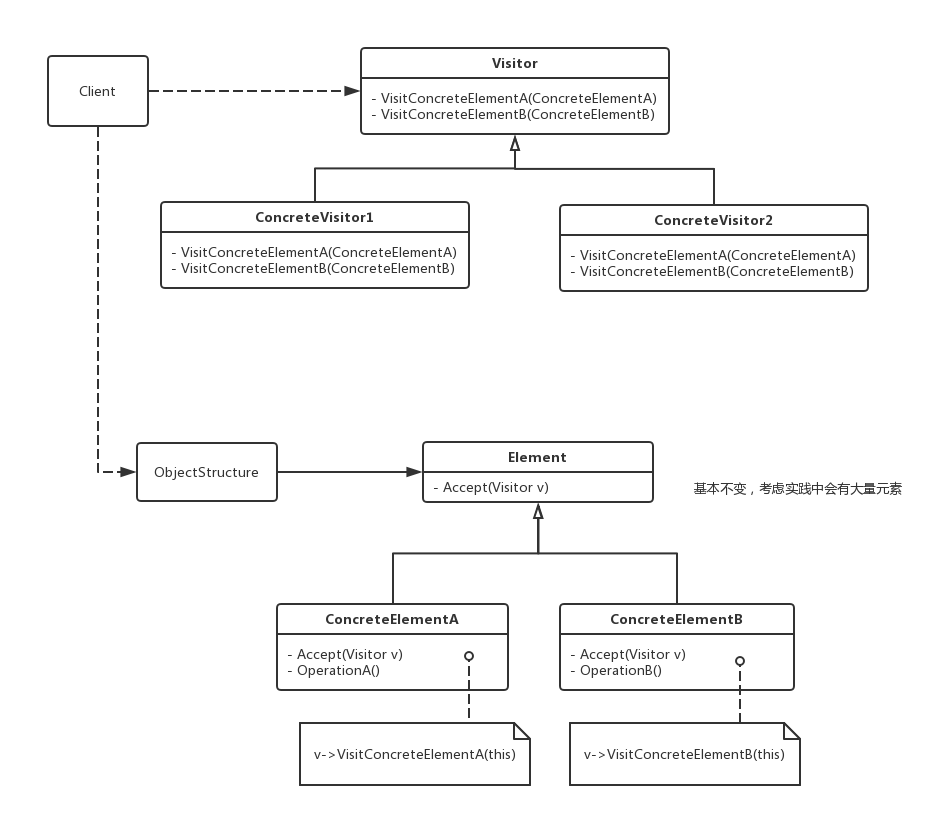 Client
Visitor
- VisitConcreteElementA(ConcreteElementA)
- VisitConcreteElementB(ConcreteElementB)
ConcreteVisitor1
- VisitConcreteElementA(ConcreteElementA)
- VisitConcreteElementB(ConcreteElementB)
ConcreteVisitor2
- VisitConcreteElementA(ConcreteElementA)
- VisitConcreteElementB(ConcreteElementB)
ObjectStructure
Element
- Accept(Visitor v)
基本不变，考虑实践中会有大量元素
ConcreteElementA
- Accept(Visitor v)
- OperationA()
ConcreteElementB
- Accept(Visitor v)
- OperationB()
v->VisitConcreteElementA(this)
v->VisitConcreteElementB(this)